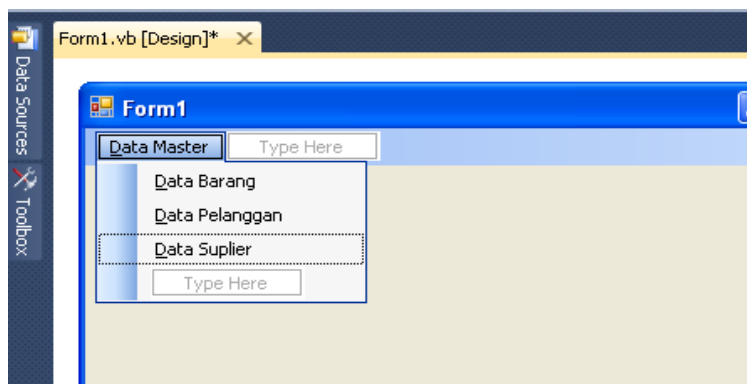 Form1.vb [Design]*
Data Sources
Toolbox
Form1
Data Master Type Here
Data Barang
Data Pelanggan
Data Suplier
Type Here